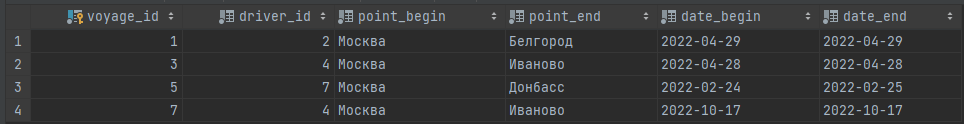 voyage_id driver_id point_begin point_end date_begin date_end
1 1 2 Москва Белгород 2022-04-29 2022-04-29
2 3 4 Москва Иваново 2022-04-28 2022-04-28
3 5 7 Москва Донбасс 2022-02-24 2022-02-25
4 7 4 Москва Иваново 2022-10-17 2022-10-17